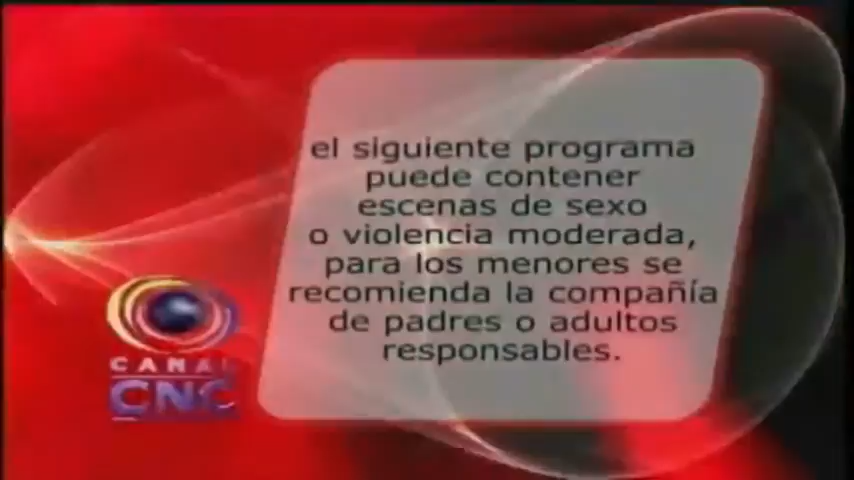 el siguiente programa
puede contener
escenas de sexo
o violencia moderada,
para los menores se
recomienda la compañía
de padres o adultos
responsables.
CANAL
CNC